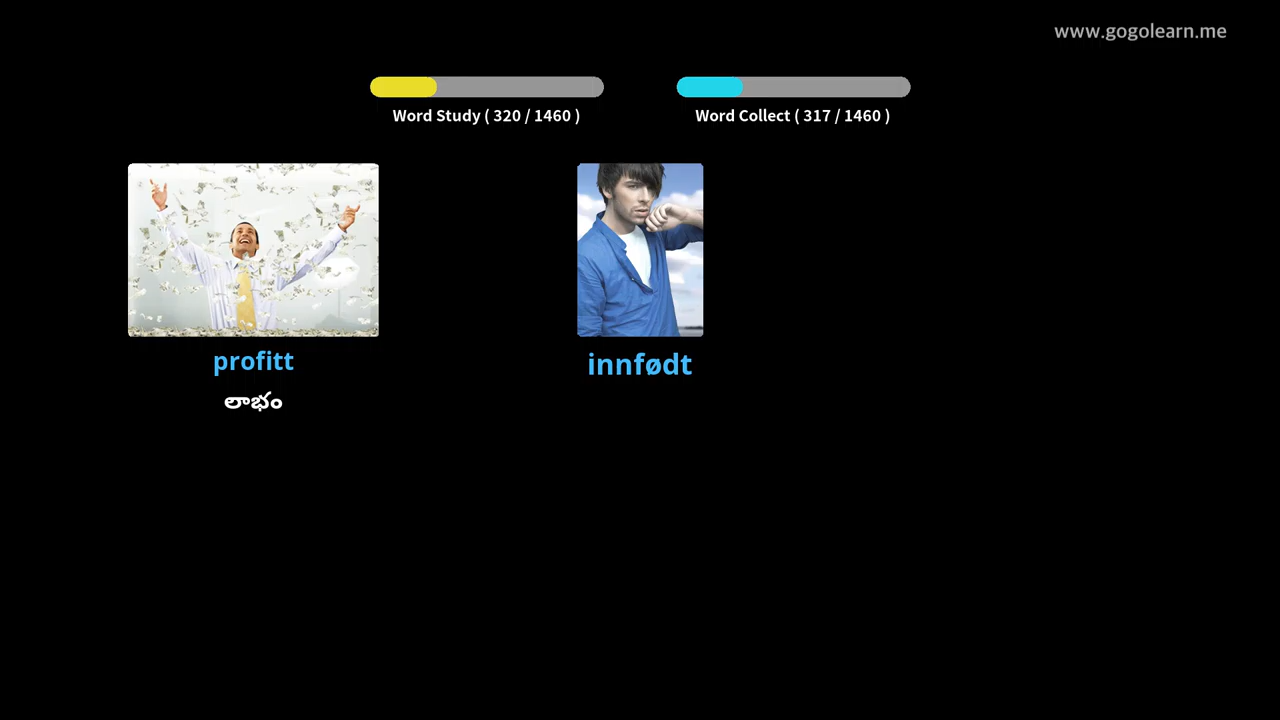 www.gogolearn.me
Word Study ( 320 / 1460 )
Word Collect ( 317 / 1460 )
profitt
లాభం
innfødt